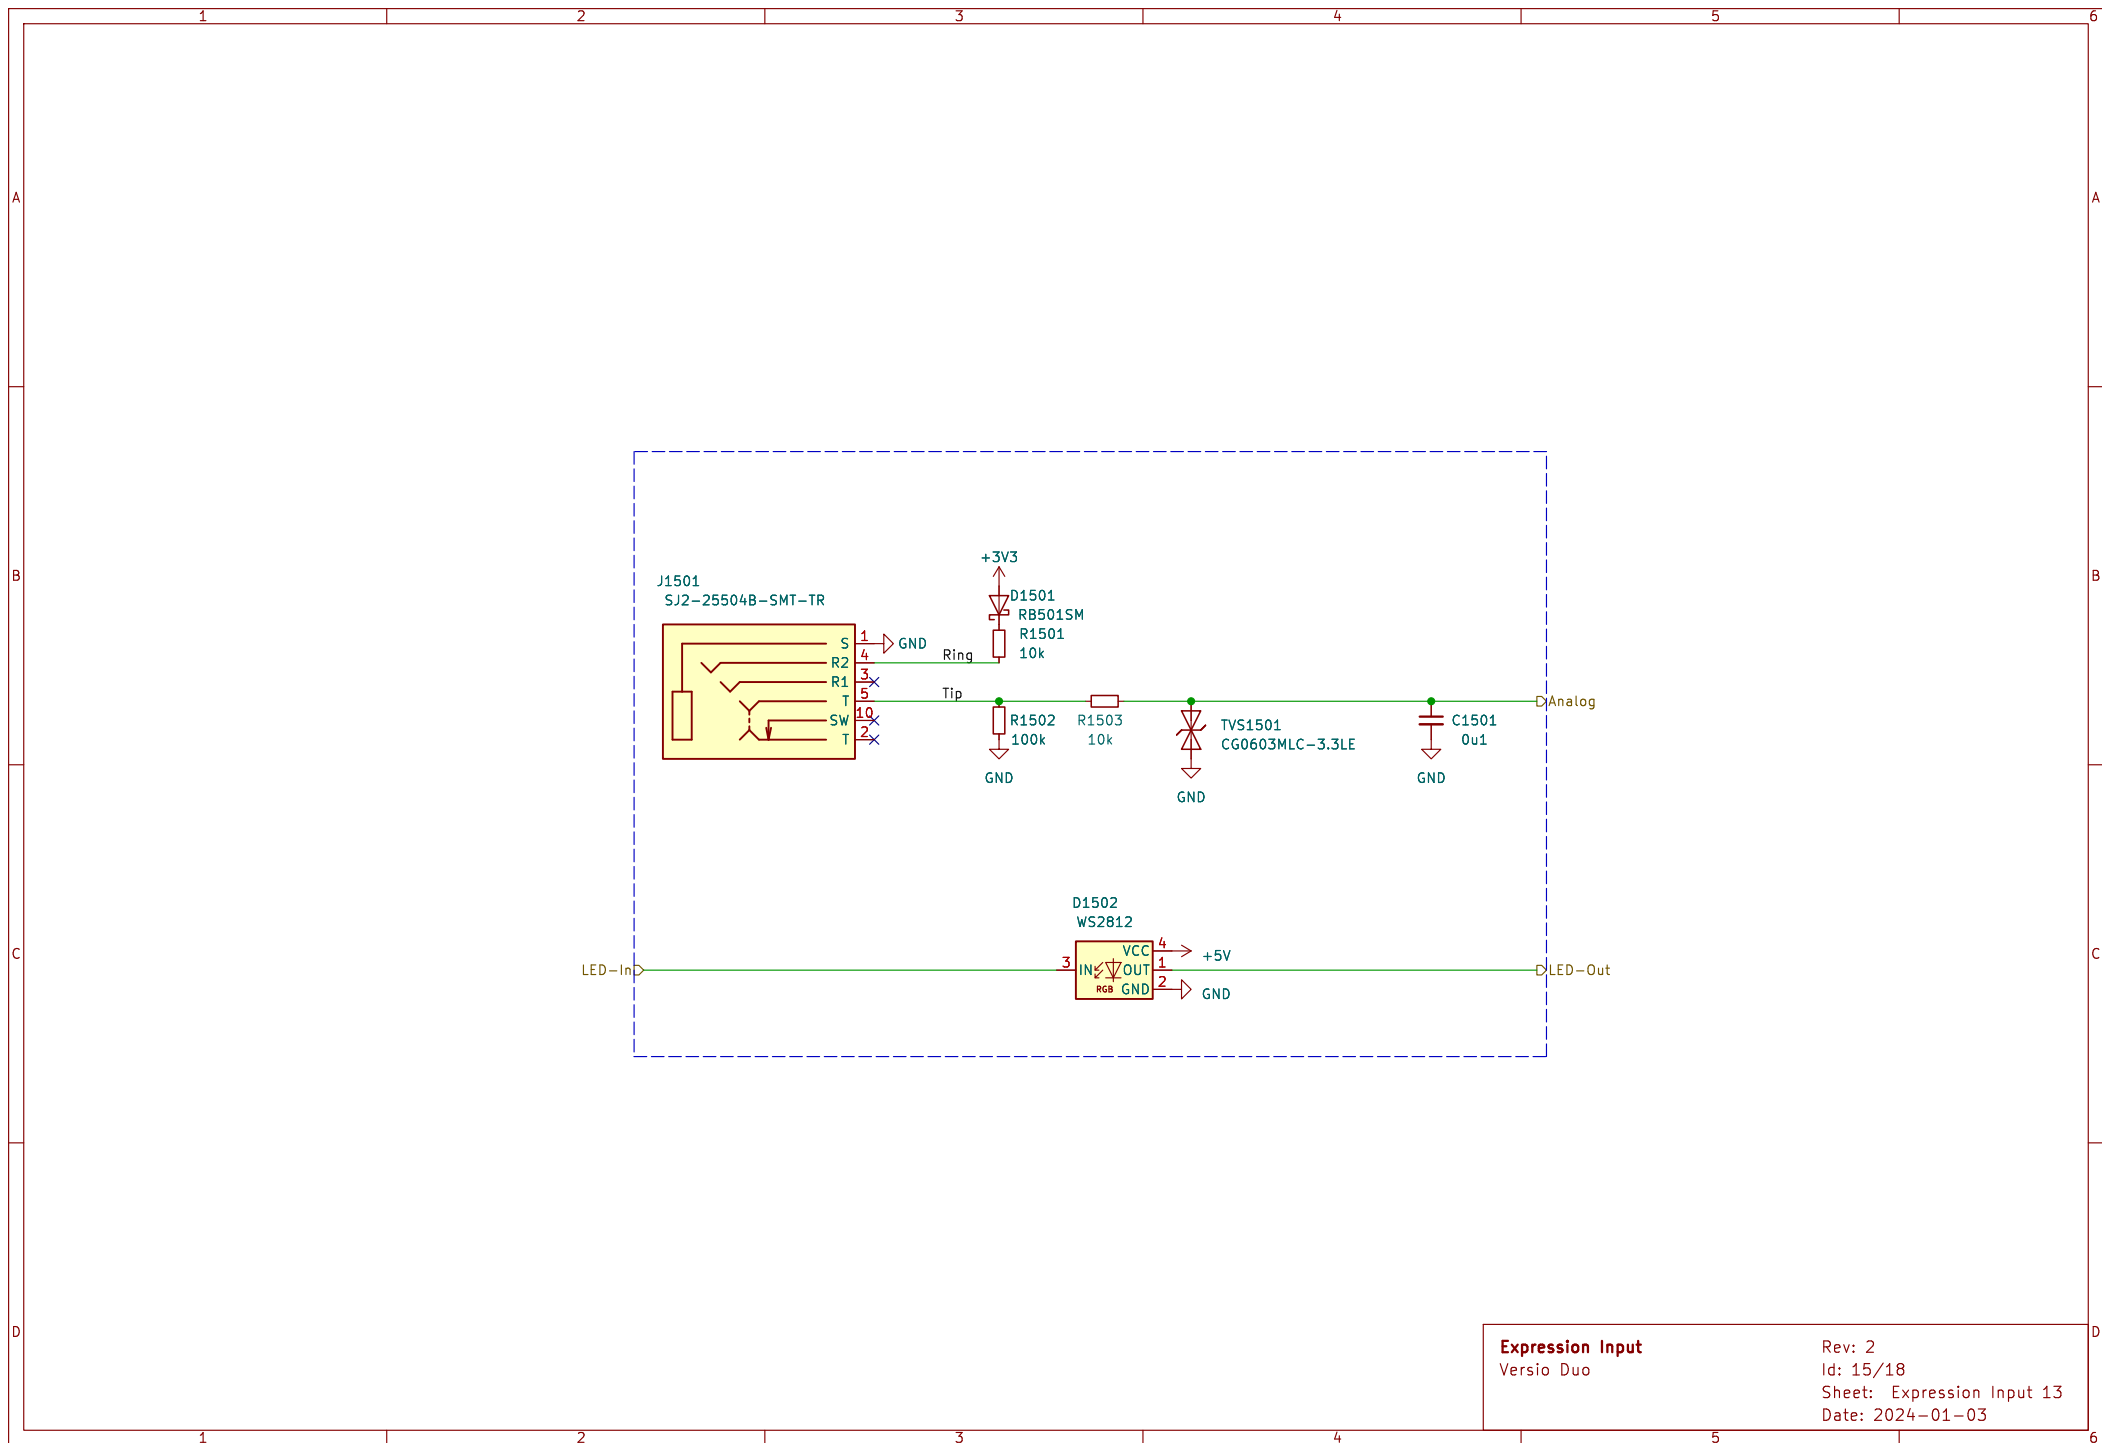 1 2 3 4 5 6
A A
B B
C C
D D
+3V3
J1501
SJ2-25504B-SMT-TR
D1501
RB501SM
R1501
10k
S 1 GND
R2 4 Ring
R1 3
T 5 Tip
SW 10
T 2
R1502
100k
GND
R1503
10k
TVS1501
CG0603MLC-3.3LE
GND
C1501
0u1
GND
Analog
D1502
WS2812
VCC 4 +5V
LED-In 3 IN OUT 1 LED-Out
RGB GND 2 GND
Expression Input
Versio Duo
Rev: 2
Id: 15/18
Sheet: Expression Input 13
Date: 2024-01-03
1 2 3 4 5 6